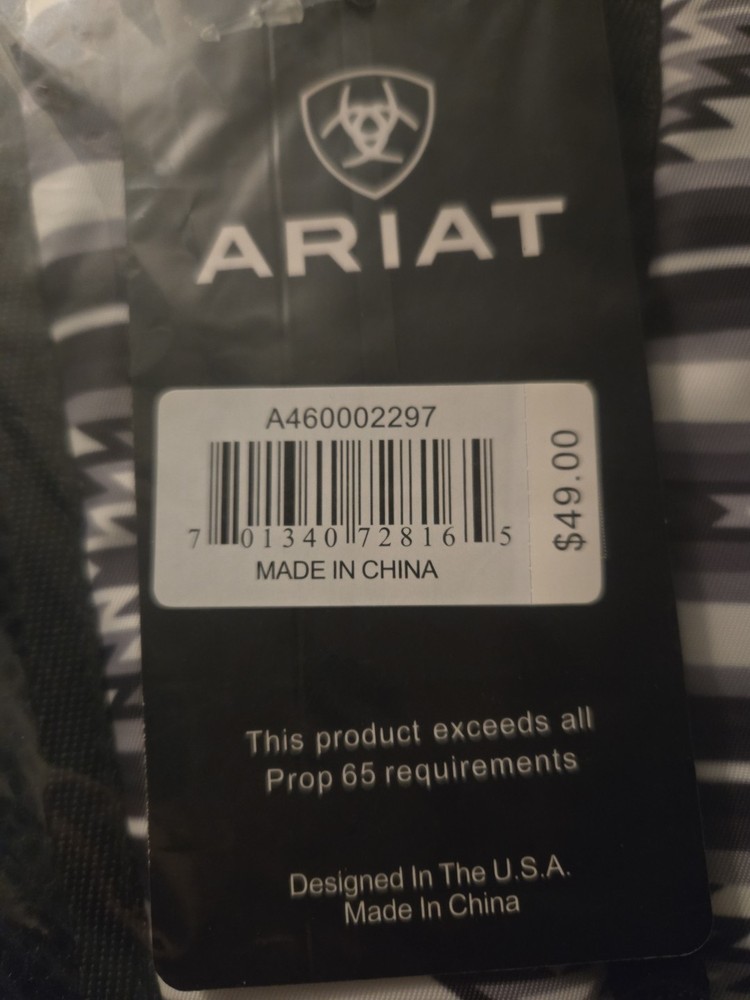 ARIAT
A460002297
7 01340 72816 5
MADE IN CHINA
$49.00
This product exceeds all
Prop 65 requirements
Designed In The U.S.A.
Made In China